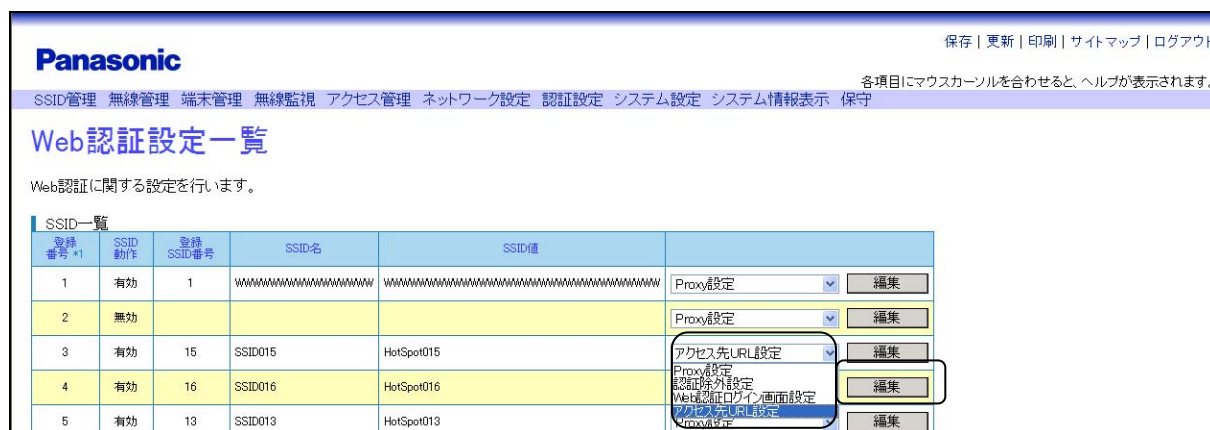 保存 | 更新 | 印刷 | サイトマップ | ログアウト
Panasonic
各項目にマウスカーソルを合わせると、ヘルプが表示されます。
SSID管理 無線管理 端末管理 無線監視 アクセス管理 ネットワーク設定 認証設定 システム設定 システム情報表示 保守
Web認証設定一覧
Web認証に関する設定を行います。
SSID一覧
登録番号 *1 SSID動作 登録SSID番号 SSID名 SSID値
1 有効 1 Proxy設定 編集
2 無効 Proxy設定 編集
3 有効 15 SSID015 HotSpot015 アクセス先URL設定 編集
Proxy設定
認証除外設定
4 有効 16 SSID016 HotSpot016 Web認証ログイン画面設定 編集
アクセス先URL設定
5 有効 13 SSID013 HotSpot013 Proxy設定 編集